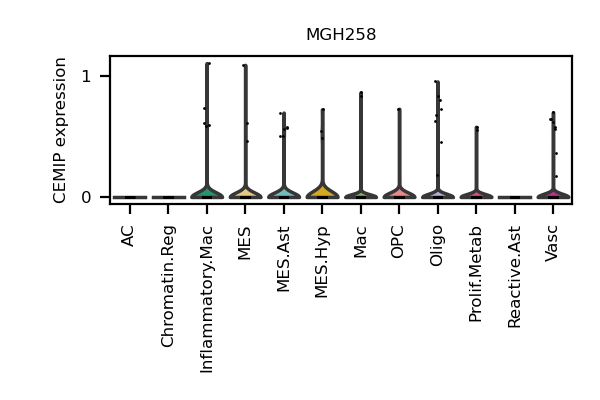 MGH258
CEMIP expression
1
0
AC
Chromatin.Reg
Inflammatory.Mac
MES
MES.Ast
MES.Hyp
Mac
OPC
Oligo
Prolif.Metab
Reactive.Ast
Vasc